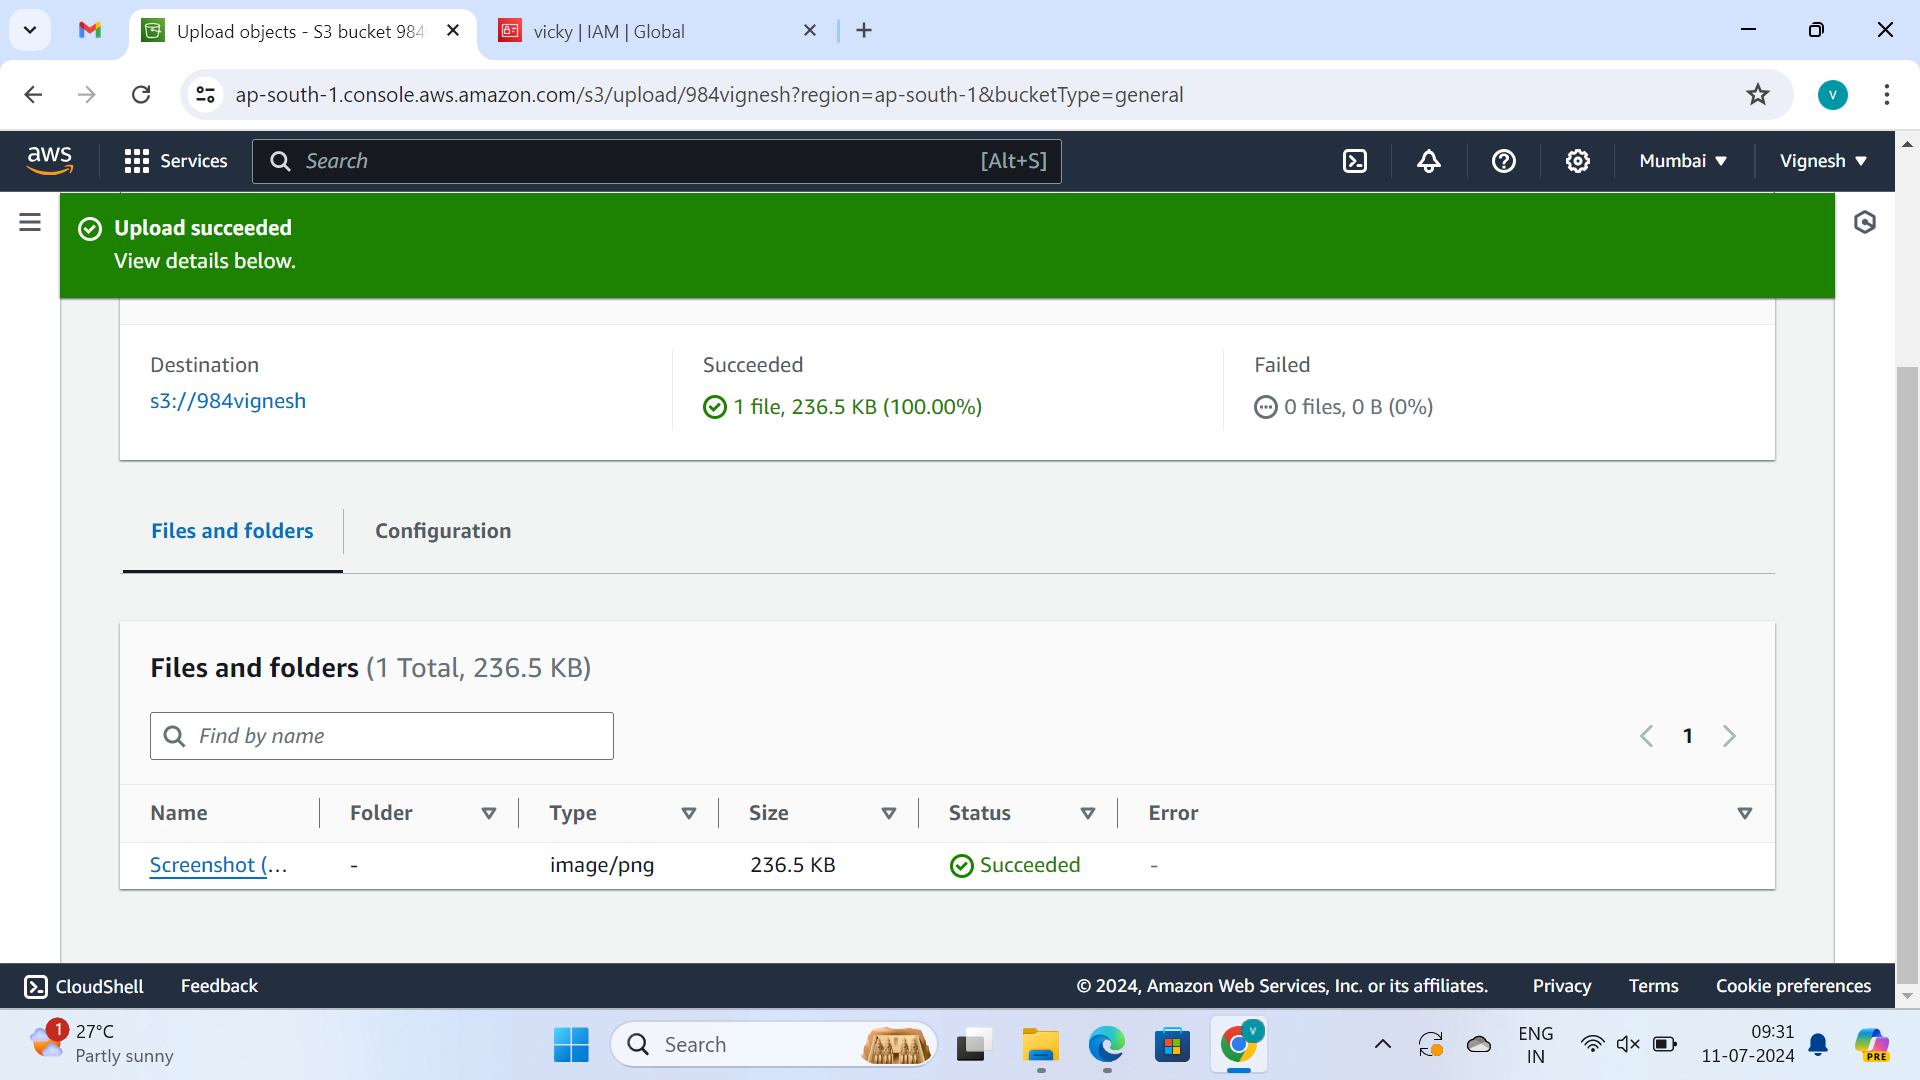 Upload objects - S3 bucket 984
vicky | IAM | Global
ap-south-1.console.aws.amazon.com/s3/upload/984vignesh?region=ap-south-1&bucketType=general
V
aws
Services
Search
[Alt+S]
Mumbai
Vignesh
Upload succeeded
View details below.
Destination
Succeeded
Failed
s3://984vignesh
1 file, 236.5 KB (100.00%)
0 files, 0 B (0%)
Files and folders
Configuration
Files and folders (1 Total, 236.5 KB)
Find by name
1
Name Folder Type Size Status Error
Screenshot (... - image/png 236.5 KB Succeeded -
CloudShell
Feedback
© 2024, Amazon Web Services, Inc. or its affiliates.
Privacy
Terms
Cookie preferences
1
27°C
Partly sunny
Search
V
ENG
IN
09:31
11-07-2024
PRE